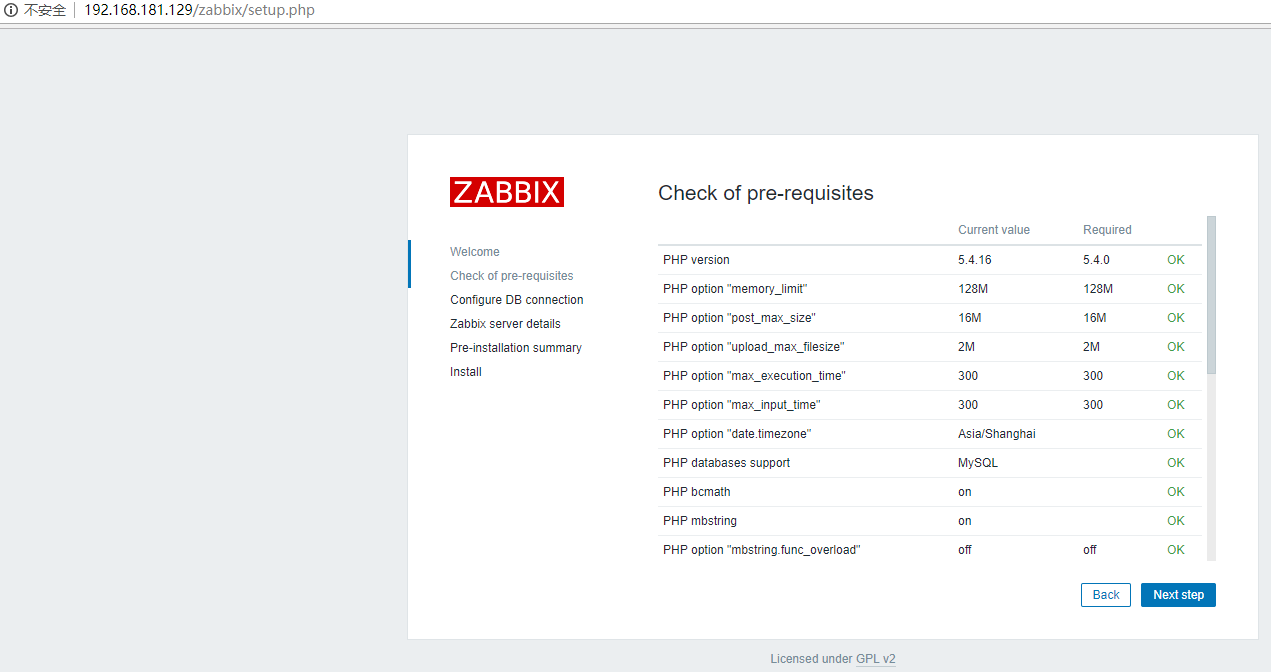 不安全 192.168.181.129/zabbix/setup.php
ZABBIX
Welcome
Check of pre-requisites
Configure DB connection
Zabbix server details
Pre-installation summary
Install
Check of pre-requisites
Current value Required
PHP version 5.4.16 5.4.0 OK
PHP option "memory_limit" 128M 128M OK
PHP option "post_max_size" 16M 16M OK
PHP option "upload_max_filesize" 2M 2M OK
PHP option "max_execution_time" 300 300 OK
PHP option "max_input_time" 300 300 OK
PHP option "date.timezone" Asia/Shanghai OK
PHP databases support MySQL OK
PHP bcmath on OK
PHP mbstring on OK
PHP option "mbstring.func_overload" off off OK
Back Next step
Licensed under GPL v2